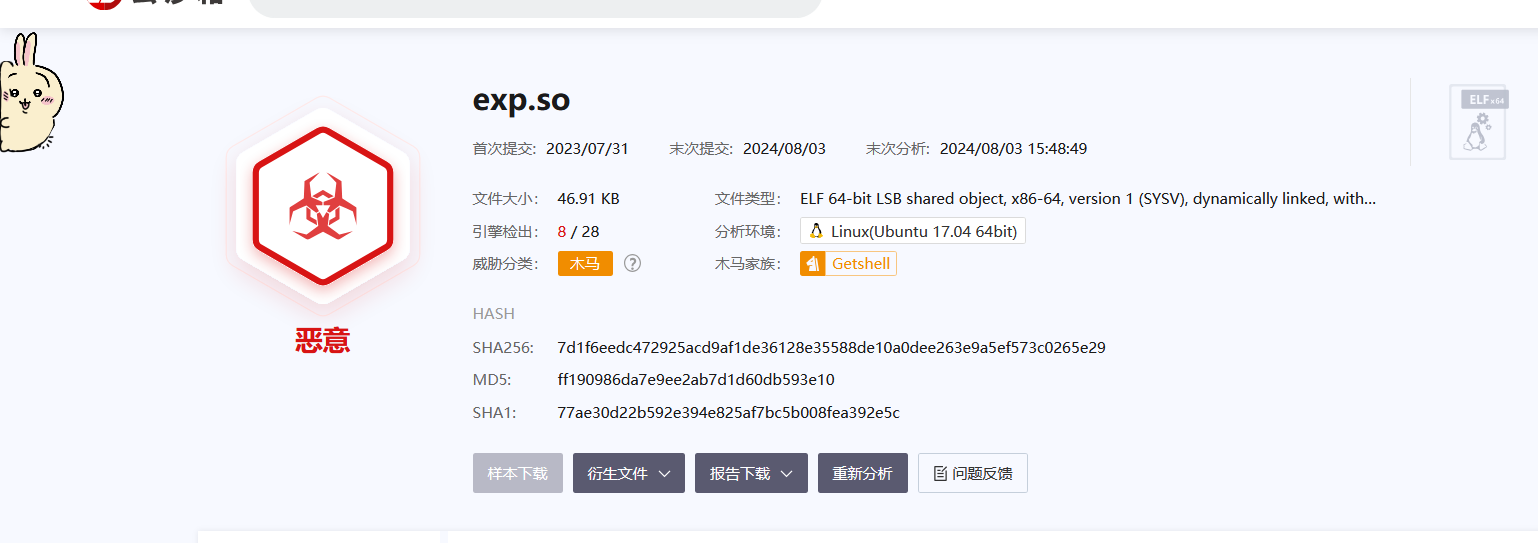 exp.so
首次提交: 2023/07/31 末次提交: 2024/08/03 末次分析: 2024/08/03 15:48:49
ELF x64
文件大小: 46.91 KB 文件类型: ELF 64-bit LSB shared object, x86-64, version 1 (SYSV), dynamically linked, with...
引擎检出: 8 / 28 分析环境: Linux(Ubuntu 17.04 64bit)
威胁分类: 木马 ? 木马家族: Getshell
恶意
HASH
SHA256: 7d1f6eedc472925acd9af1de36128e35588de10a0dee263e9a5ef573c0265e29
MD5: ff190986da7e9ee2ab7d1d60db593e10
SHA1: 77ae30d22b592e394e825af7bc5b008fea392e5c
样本下载 衍生文件 报告下载 重新分析 问题反馈